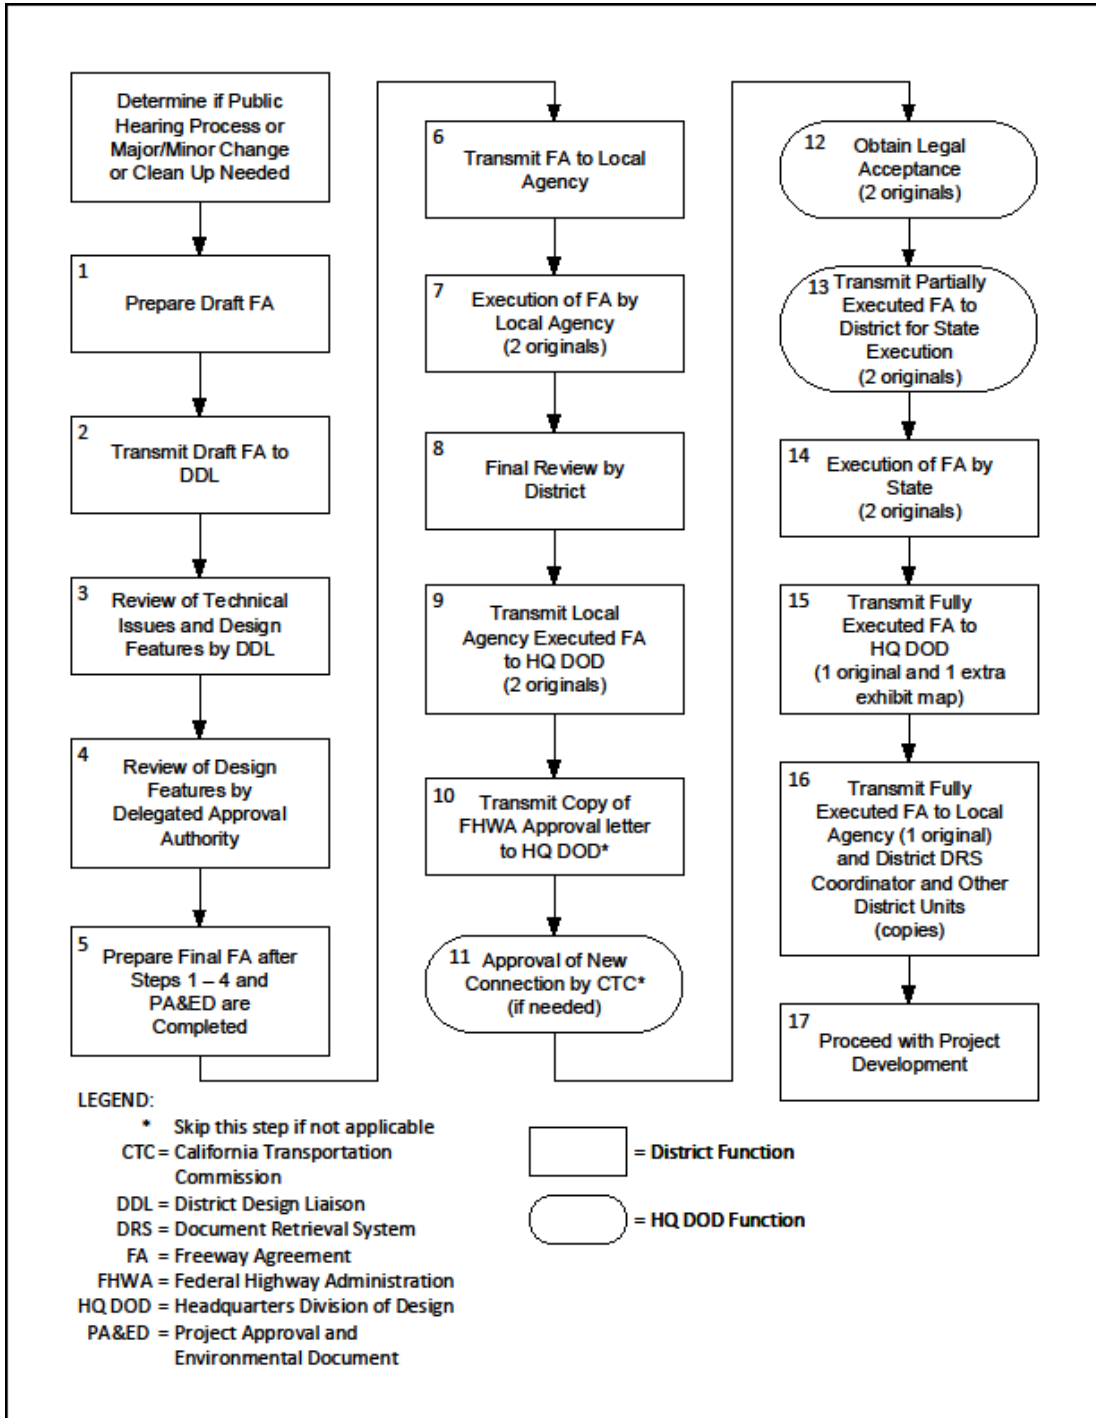 Determine if Public
Hearing Process or
Major/Minor Change
or Clean Up Needed
1
Prepare Draft FA
2
Transmit Draft FA to
DDL
3
Review of Technical
Issues and Design
Features by DDL
4
Review of Design
Features by
Delegated Approval
Authority
5
Prepare Final FA after
Steps 1 – 4 and
PA&ED are
Completed
6
Transmit FA to Local
Agency
7
Execution of FA by
Local Agency
(2 originals)
8
Final Review by
District
9
Transmit Local
Agency Executed FA
to HQ DOD
(2 originals)
10
Transmit Copy of
FHWA Approval letter
to HQ DOD*
11
Approval of New
Connection by CTC*
(if needed)
12
Obtain Legal
Acceptance
(2 originals)
13
Transmit Partially
Executed FA to
District for State
Execution
(2 originals)
14
Execution of FA by
State
(2 originals)
15
Transmit Fully
Executed FA to
HQ DOD
(1 original and 1 extra
exhibit map)
16
Transmit Fully
Executed FA to Local
Agency (1 original)
and District DRS
Coordinator and Other
District Units
(copies)
17
Proceed with Project
Development
LEGEND:
* Skip this step if not applicable
CTC = California Transportation
Commission
DDL = District Design Liaison
DRS = Document Retrieval System
FA = Freeway Agreement
FHWA = Federal Highway Administration
HQ DOD = Headquarters Division of Design
PA&ED = Project Approval and
Environmental Document
= District Function
= HQ DOD Function